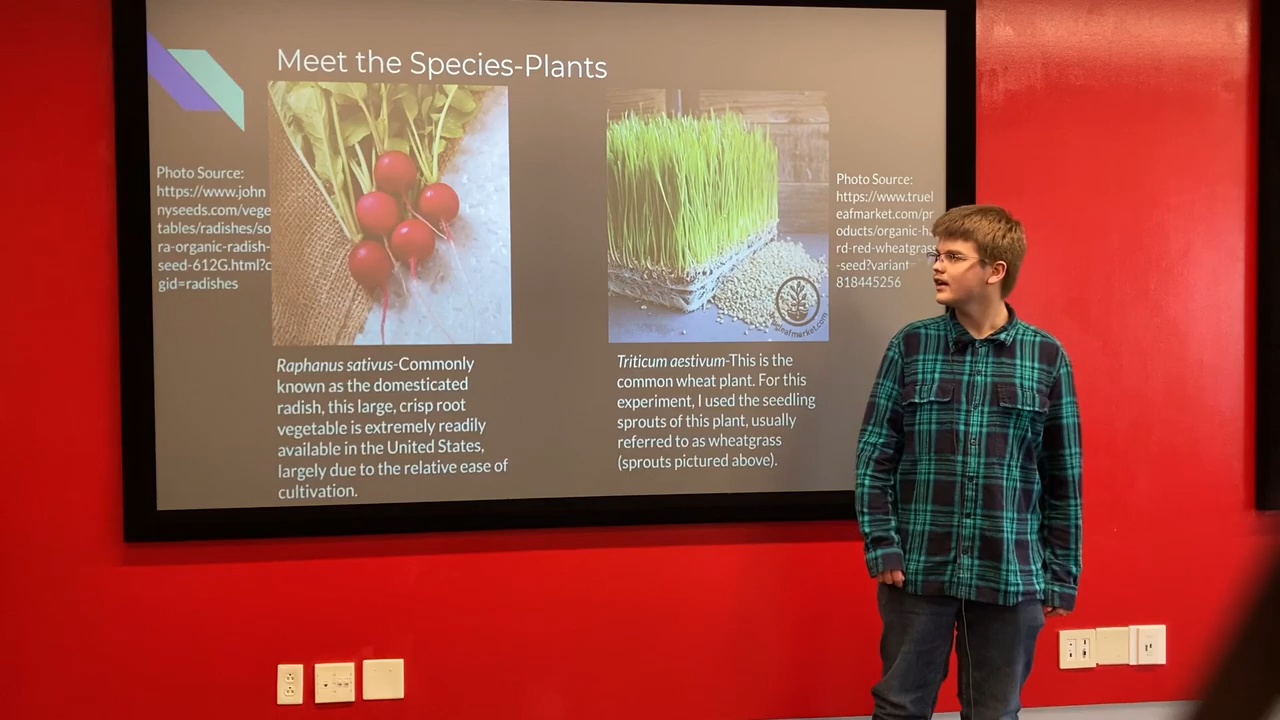 Meet the Species-Plants
Photo Source:
https://www.john
nyseeds.com/vege
tables/radishes/so
ra-organic-radish-
seed-612G.html?c
gid=radishes
Raphanus sativus-Commonly
known as the domesticated
radish, this large, crisp root
vegetable is extremely readily
available in the United States,
largely due to the relative ease of
cultivation.
Triticum aestivum-This is the
common wheat plant. For this
experiment, I used the seedling
sprouts of this plant, usually
referred to as wheatgrass
(sprouts pictured above).
Photo Source:
https://www.truel
eafmarket.com/pr
oducts/organic-ha
rd-red-wheatgrass
-seed?variant=
818445256